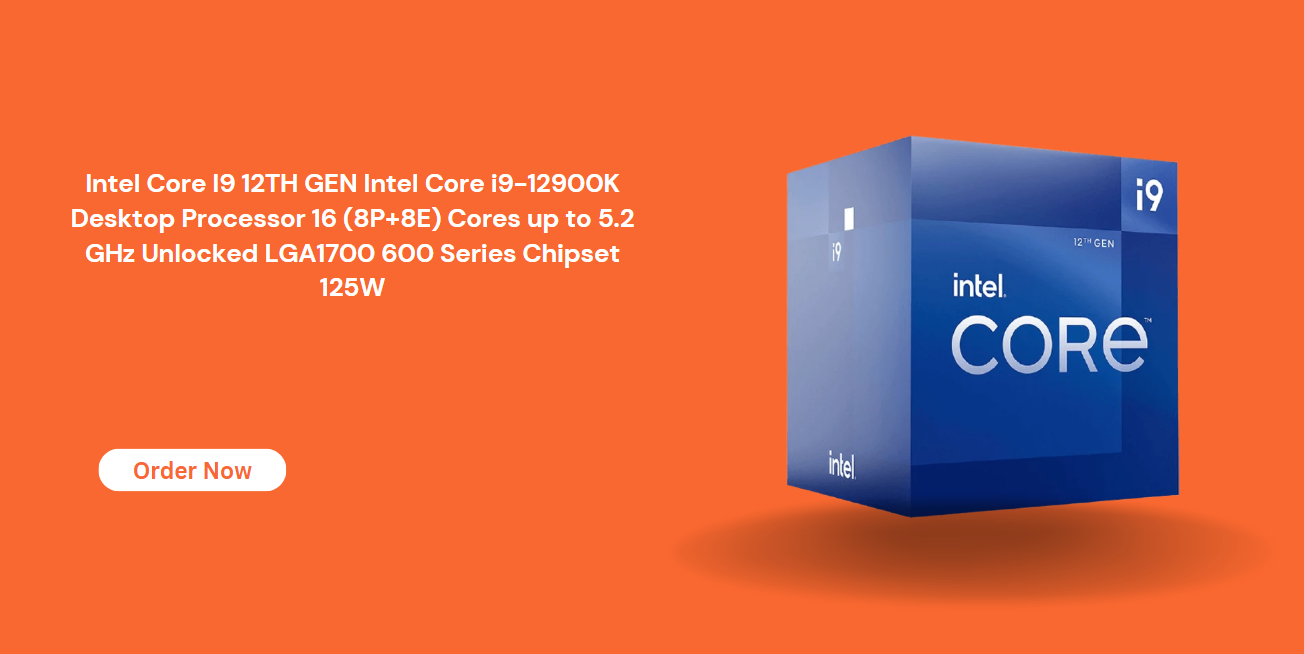 Intel Core I9 12TH GEN Intel Core i9-12900K
Desktop Processor 16 (8P+8E) Cores up to 5.2
GHz Unlocked LGA1700 600 Series Chipset
125W
Order Now
i9
12TH GEN
intel.
CORe™
i9
intel.